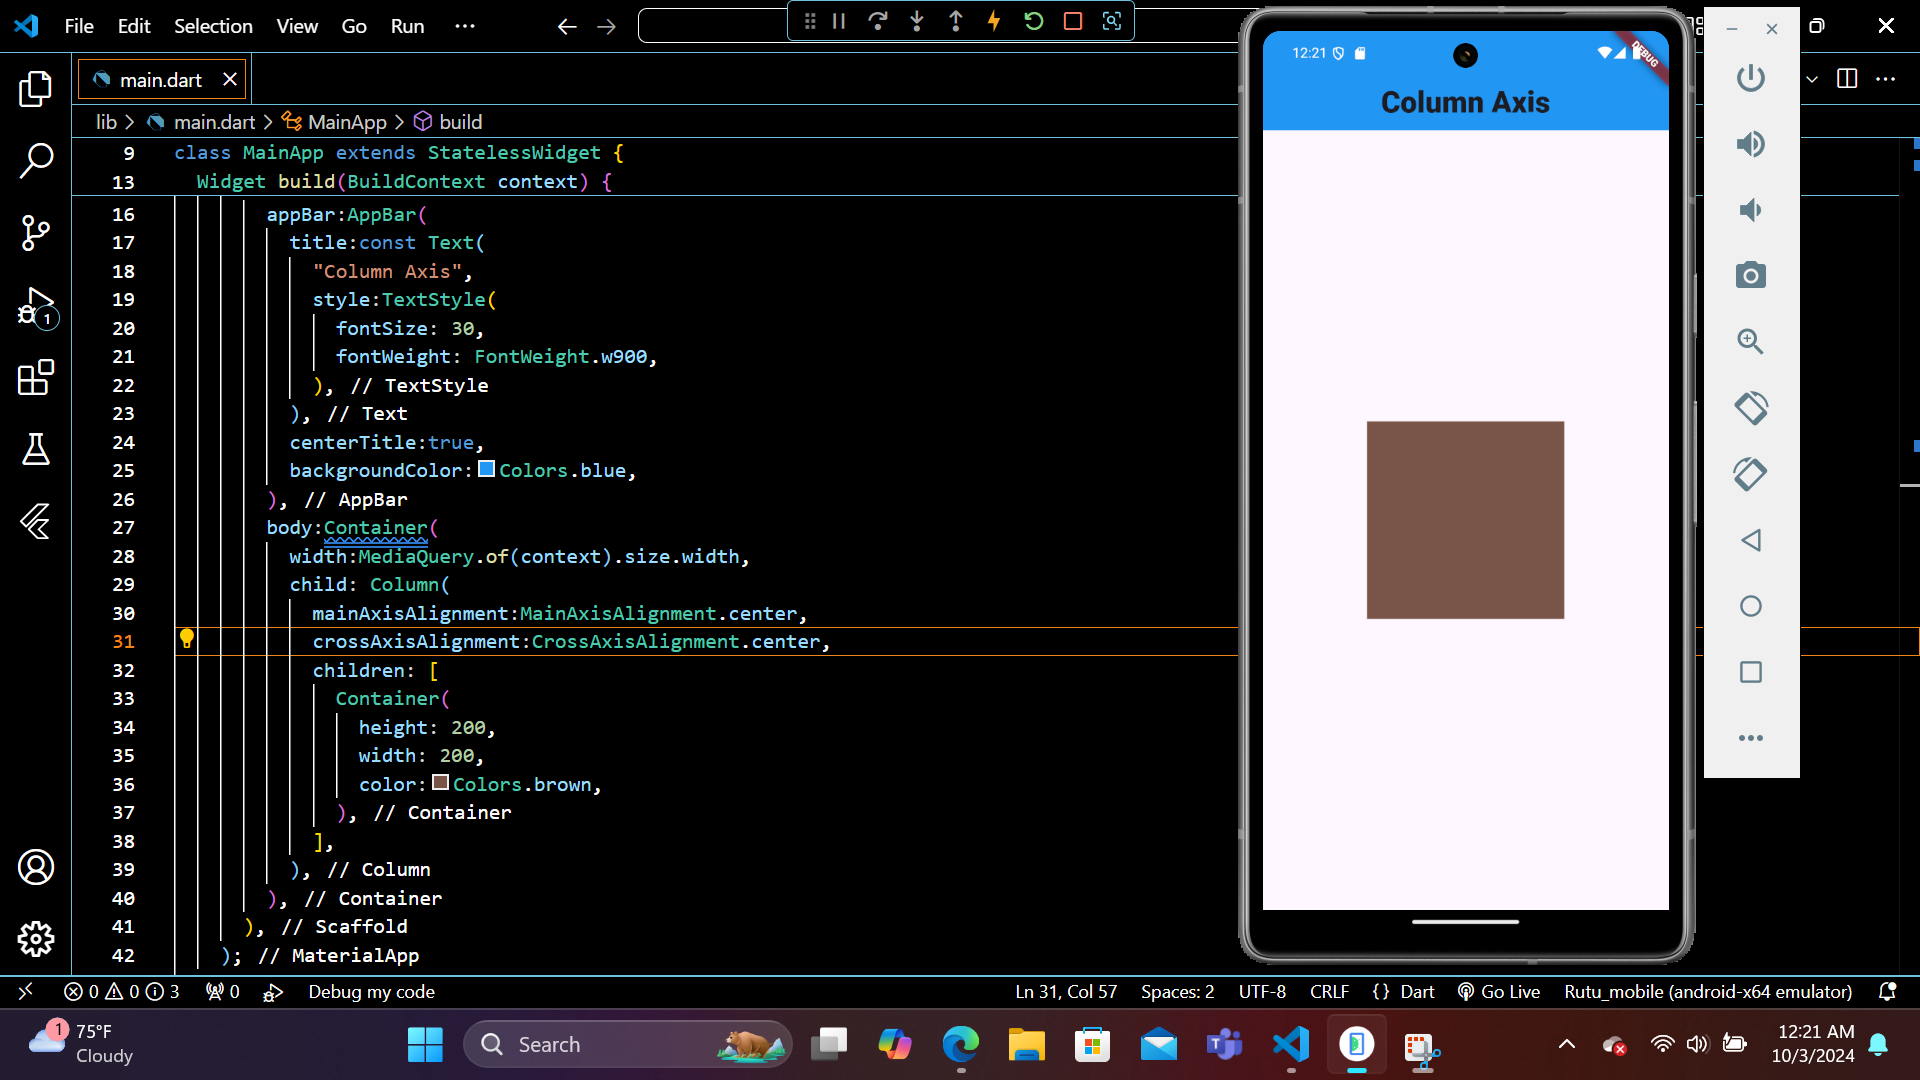 File Edit Selection View Go Run ···
main.dart
lib > main.dart > MainApp > build
9 class MainApp extends StatelessWidget {
13 Widget build(BuildContext context) {
16 appBar:AppBar(
17 title:const Text(
18 "Column Axis",
19 style:TextStyle(
20 fontSize: 30,
21 fontWeight: FontWeight.w900,
22 ), // TextStyle
23 ), // Text
24 centerTitle:true,
25 backgroundColor: Colors.blue,
26 ), // AppBar
27 body:Container(
28 width:MediaQuery.of(context).size.width,
29 child: Column(
30 mainAxisAlignment:MainAxisAlignment.center,
31 crossAxisAlignment:CrossAxisAlignment.center,
32 children: [
33 Container(
34 height: 200,
35 width: 200,
36 color: Colors.brown,
37 ), // Container
38 ],
39 ), // Column
40 ), // Container
41 ), // Scaffold
42 ); // MaterialApp
1
12:21
DEBUG
Column Axis
0 0 3 0 Debug my code Ln 31, Col 57 Spaces: 2 UTF-8 CRLF {} Dart Go Live Rutu_mobile (android-x64 emulator)
1 75°F
Cloudy
Search
12:21 AM
10/3/2024